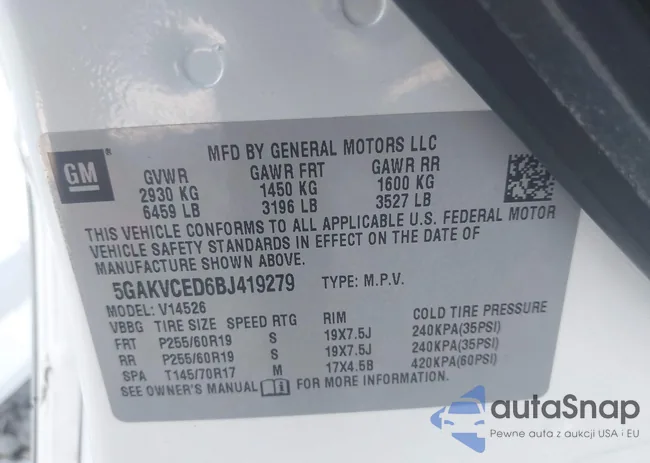 MFD BY GENERAL MOTORS LLC
GM®
GVWR GAWR FRT GAWR RR
2930 KG 1450 KG 1600 KG
6459 LB 3196 LB 3527 LB
THIS VEHICLE CONFORMS TO ALL APPLICABLE U.S. FEDERAL MOTOR
VEHICLE SAFETY STANDARDS IN EFFECT ON THE DATE OF
MANUFACTURE SHOWN ABOVE.
5GAKVCED6BJ419279 TYPE: M.P.V.
MODEL: V14526
VBBG TIRE SIZE SPEED RTG RIM COLD TIRE PRESSURE
FRT P255/60R19 S 19X7.5J 240KPA(35PSI)
RR P255/60R19 S 19X7.5J 240KPA(35PSI)
SPA T145/70R17 M 17X4.5B 420KPA(60PSI)
SEE OWNER'S MANUAL FOR MORE INFORMATION.
autaSnap
Pewne auta z aukcji USA i EU